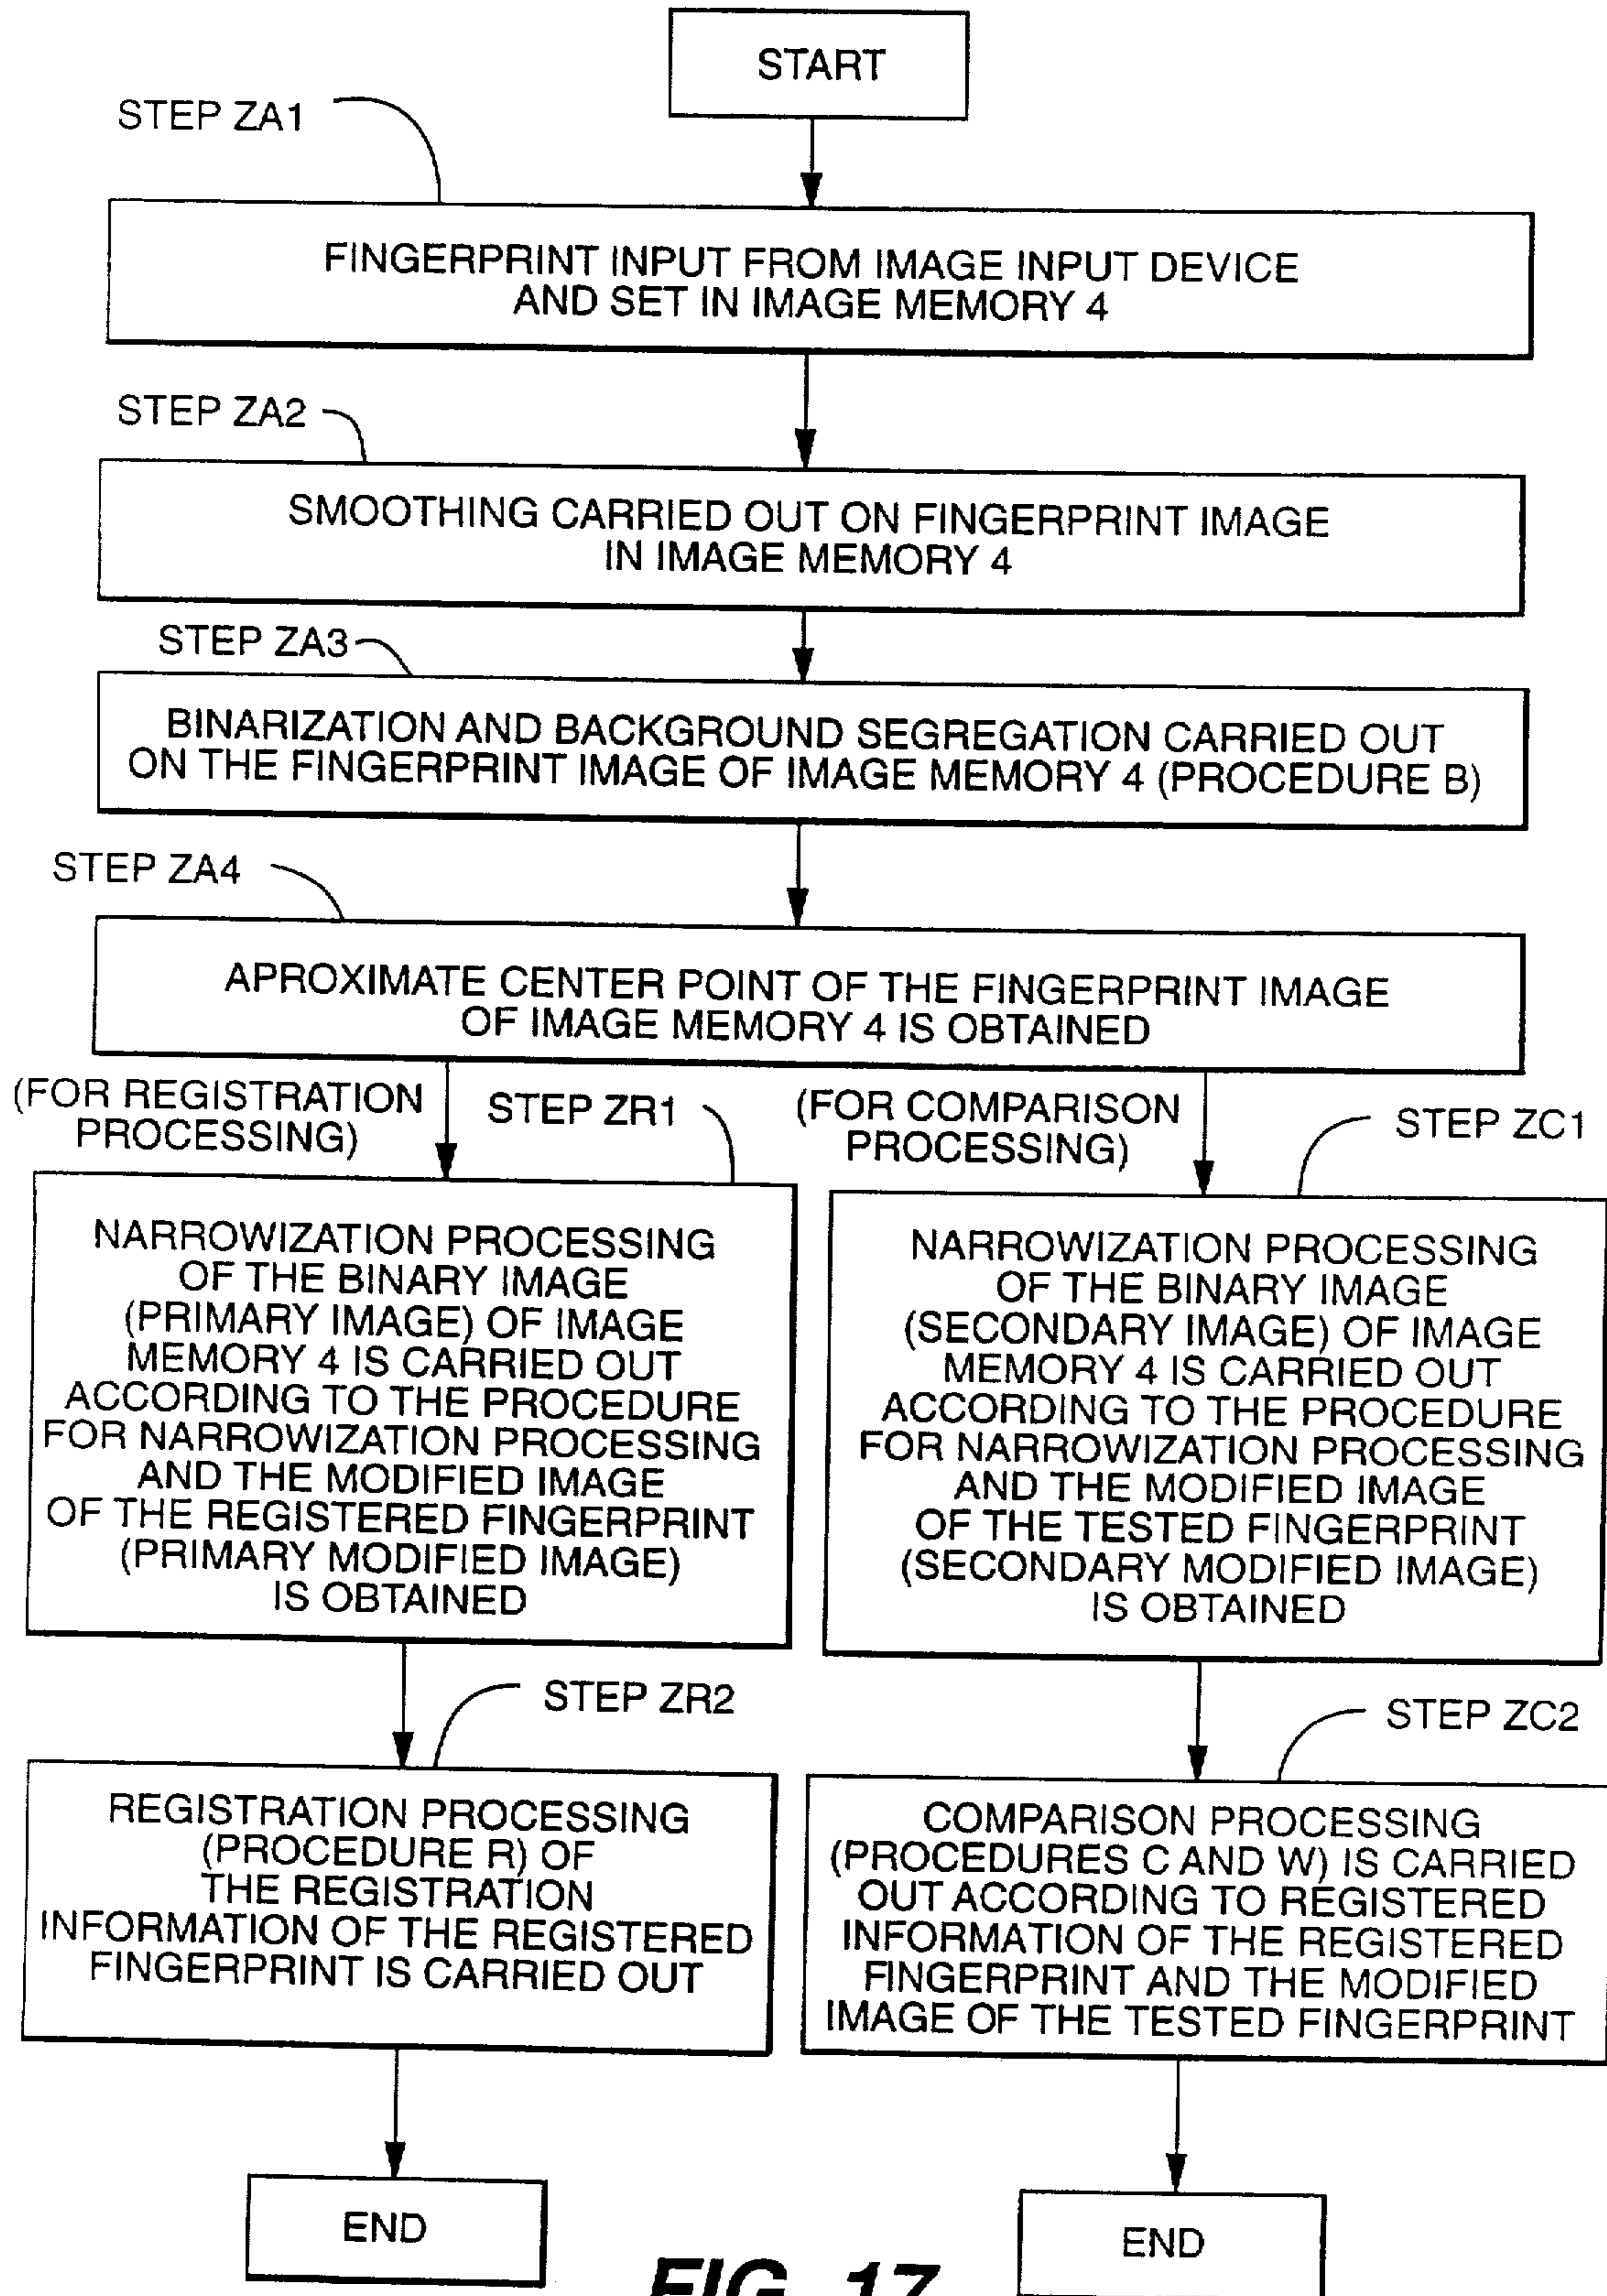 START
STEP ZA1
FINGERPRINT INPUT FROM IMAGE INPUT DEVICE
AND SET IN IMAGE MEMORY 4
STEP ZA2
SMOOTHING CARRIED OUT ON FINGERPRINT IMAGE
IN IMAGE MEMORY 4
STEP ZA3
BINARIZATION AND BACKGROUND SEGREGATION CARRIED OUT
ON THE FINGERPRINT IMAGE OF IMAGE MEMORY 4 (PROCEDURE B)
STEP ZA4
APROXIMATE CENTER POINT OF THE FINGERPRINT IMAGE
OF IMAGE MEMORY 4 IS OBTAINED
(FOR REGISTRATION
PROCESSING)
STEP ZR1
NARROWIZATION PROCESSING
OF THE BINARY IMAGE
(PRIMARY IMAGE) OF IMAGE
MEMORY 4 IS CARRIED OUT
ACCORDING TO THE PROCEDURE
FOR NARROWIZATION PROCESSING
AND THE MODIFIED IMAGE
OF THE REGISTERED FINGERPRINT
(PRIMARY MODIFIED IMAGE)
IS OBTAINED
STEP ZR2
REGISTRATION PROCESSING
(PROCEDURE R) OF
THE REGISTRATION
INFORMATION OF THE REGISTERED
FINGERPRINT IS CARRIED OUT
END
(FOR COMPARISON
PROCESSING)
STEP ZC1
NARROWIZATION PROCESSING
OF THE BINARY IMAGE
(SECONDARY IMAGE) OF IMAGE
MEMORY 4 IS CARRIED OUT
ACCORDING TO THE PROCEDURE
FOR NARROWIZATION PROCESSING
AND THE MODIFIED IMAGE
OF THE TESTED FINGERPRINT
(SECONDARY MODIFIED IMAGE)
IS OBTAINED
STEP ZC2
COMPARISON PROCESSING
(PROCEDURES C AND W) IS CARRIED
OUT ACCORDING TO REGISTERED
INFORMATION OF THE REGISTERED
FINGERPRINT AND THE MODIFIED
IMAGE OF THE TESTED FINGERPRINT
END
FIG. 17